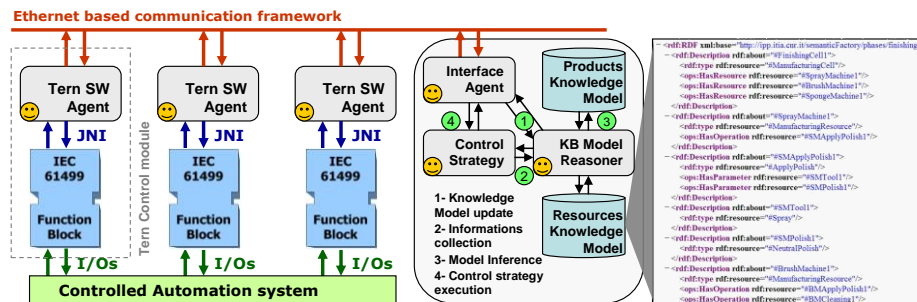 Ethernet based communication framework
Tern SW
Agent
Tern SW
Agent
Tern SW
Agent
JNI
JNI
JNI
IEC
61499
Function
Block
IEC
61499
Function
Block
IEC
61499
Function
Block
Tern Control module
I/Os
I/Os
I/Os
Controlled Automation system
Interface
Agent
Products
Knowledge
Model
4
1
3
Control
Strategy
KB Model
Reasoner
2
1- Knowledge
Model update
2- Informations
collection
3- Model Inference
4- Control strategy
execution
Resources
Knowledge
Model
−<rdf:RDF xml:base="http://ipp.itia.cnr.it/semanticFactory/phases/finishing
−<rdf:Description rdf:about="#FinishingCell1">
<rdf:type rdf:resource="#ManufacturingCell"/>
<ops:HasResource rdf:resource="#SprayMachine1"/>
<ops:HasResource rdf:resource="#BrushMachine1"/>
<ops:HasResource rdf:resource="#SpongeMachine1"/>
</rdf:Description>
−<rdf:Description rdf:about="#SprayMachine1">
<rdf:type rdf:resource="#ManufacturingResource"/>
<ops:HasOperation rdf:resource="#SMApplyPolish1"/>
</rdf:Description>
−<rdf:Description rdf:about="#SMApplyPolish1">
<rdf:type rdf:resource="#ApplyPolish"/>
<ops:HasParameter rdf:resource="#SMTool1"/>
<ops:HasParameter rdf:resource="#SMPolish1"/>
</rdf:Description>
−<rdf:Description rdf:about="#SMTool1">
<rdf:type rdf:resource="#Spray"/>
</rdf:Description>
−<rdf:Description rdf:about="#SMPolish1">
<rdf:type rdf:resource="#NeutralPolish"/>
</rdf:Description>
−<rdf:Description rdf:about="#BrushMachine1">
<rdf:type rdf:resource="#ManufacturingResource"/>
<ops:HasOperation rdf:resource="#BMApplyPolish1"/>
<ops:HasOperation rdf:resource="#BMCleaning1"/>